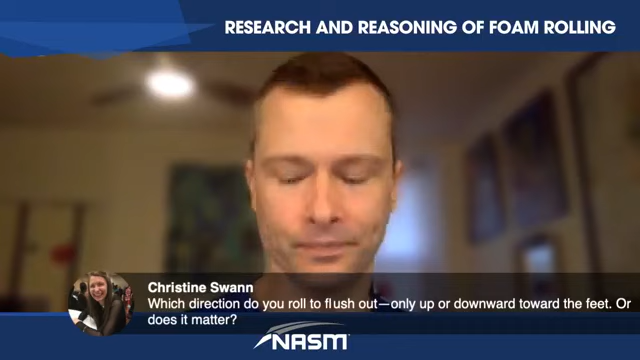 RESEARCH AND REASONING OF FOAM ROLLING
Christine Swann
Which direction do you roll to flush out—only up or downward toward the feet. Or
does it matter?
NASM